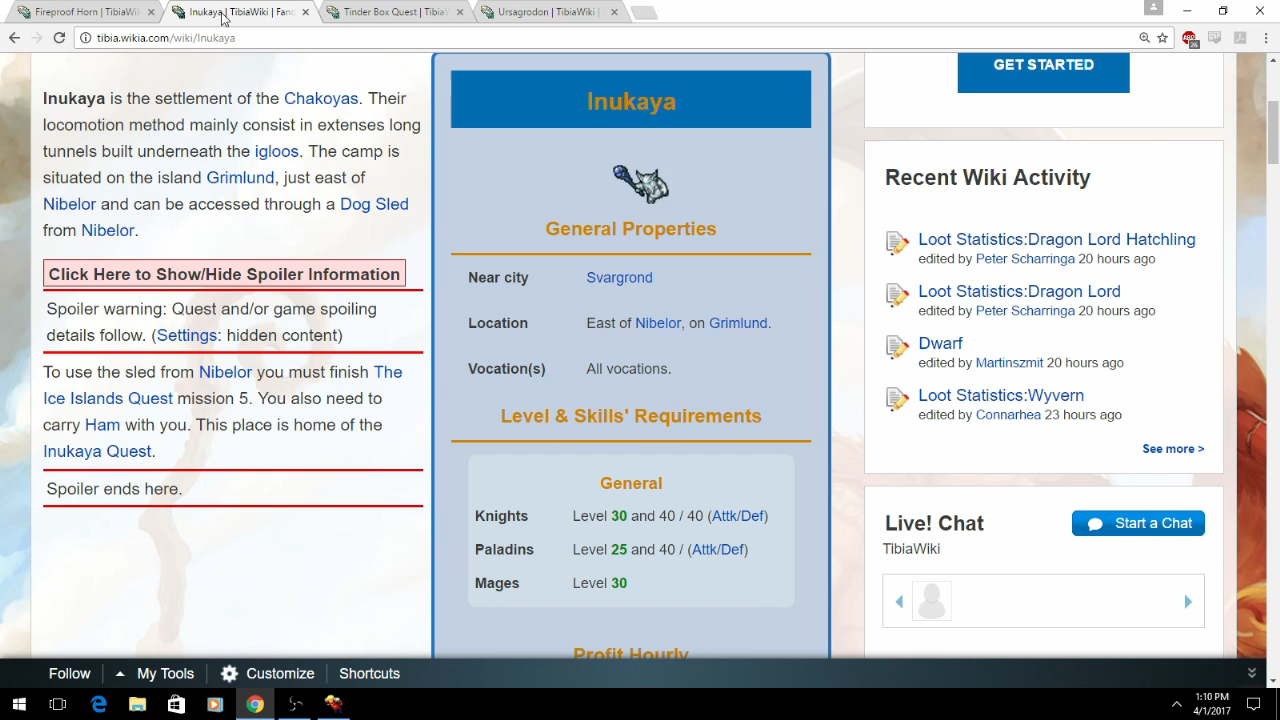 Fireproof Horn | TibiaWi
Inukaya | TibiaWiki | Fand
Tinder Box Quest | TibiaW
Ursagrodon | TibiaWiki |
tibia.wikia.com/wiki/Inukaya
26
Inukaya is the settlement of the Chakoyas. Their
locomotion method mainly consist in extenses long
tunnels built underneath the igloos. The camp is
situated on the island Grimlund, just east of
Nibelor and can be accessed through a Dog Sled
from Nibelor.
Click Here to Show/Hide Spoiler Information
Spoiler warning: Quest and/or game spoiling
details follow. (Settings: hidden content)
To use the sled from Nibelor you must finish The
Ice Islands Quest mission 5. You also need to
carry Ham with you. This place is home of the
Inukaya Quest.
Spoiler ends here.
Inukaya
General Properties
Near city Svargrond
Location East of Nibelor, on Grimlund.
Vocation(s) All vocations.
Level & Skills' Requirements
General
Knights Level 30 and 40 / 40 (Attk/Def)
Paladins Level 25 and 40 / (Attk/Def)
Mages Level 30
Profit Hourly
GET STARTED
Recent Wiki Activity
Loot Statistics:Dragon Lord Hatchling
edited by Peter Scharringa 20 hours ago
Loot Statistics:Dragon Lord
edited by Peter Scharringa 20 hours ago
Dwarf
edited by Martinszmit 20 hours ago
Loot Statistics:Wyvern
edited by Connarhea 23 hours ago
See more >
Live! Chat
Start a Chat
TibiaWiki
Follow
My Tools
Customize
Shortcuts
1:10 PM
4/1/2017